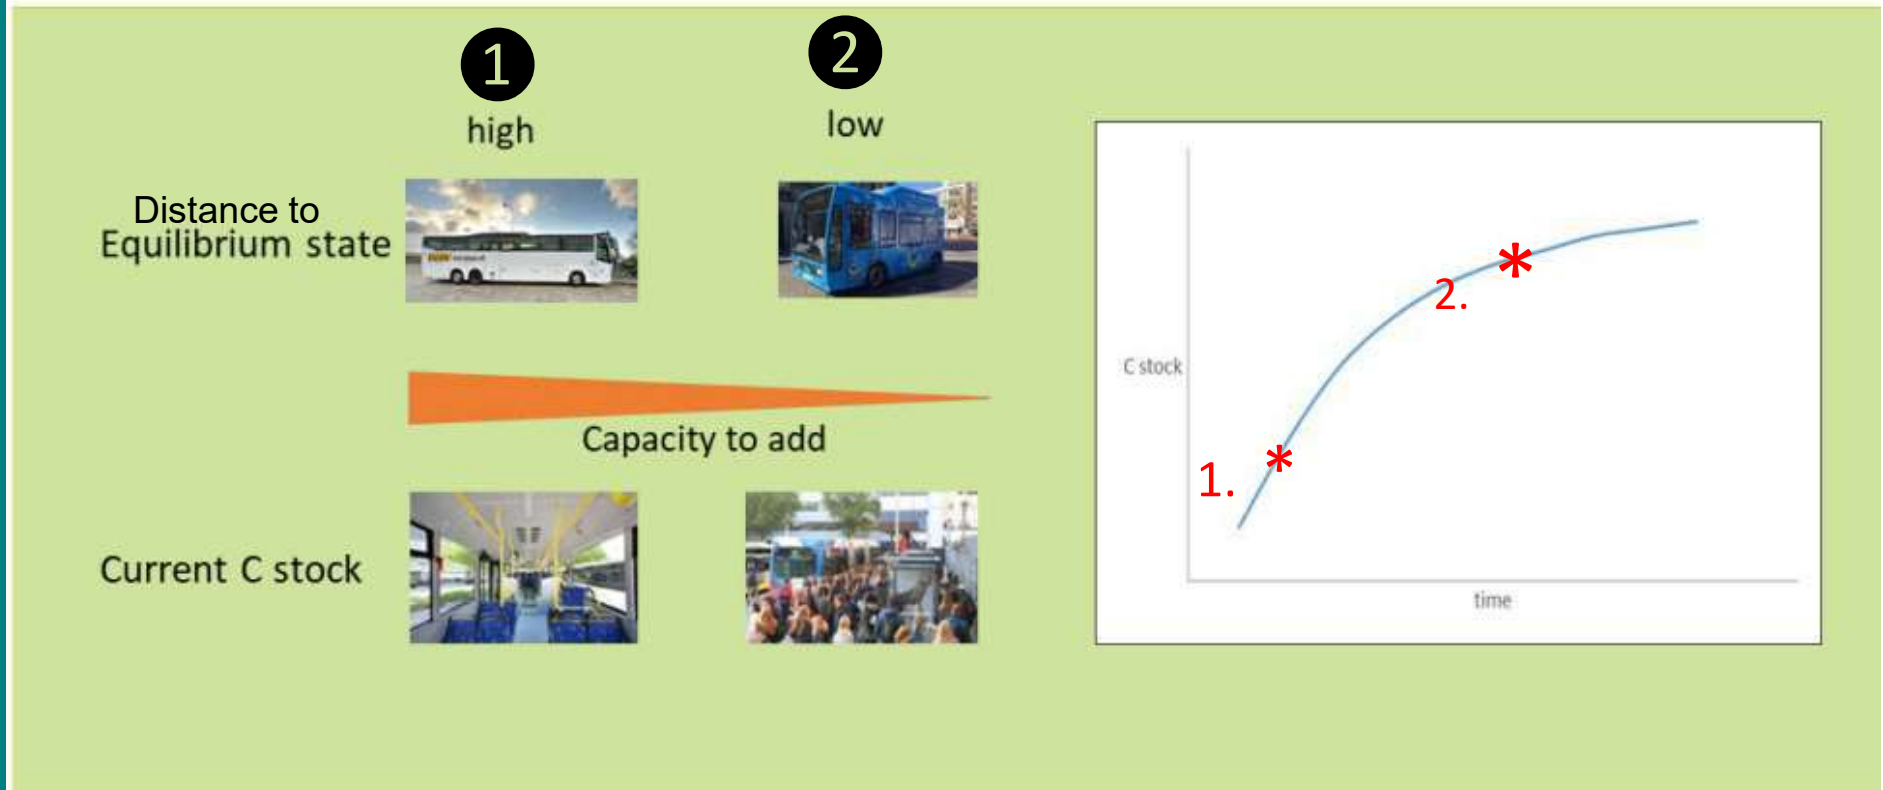 1
2
high
low
Distance to
Equilibrium state
Capacity to add
Current C stock
C stock
1.
2.
time